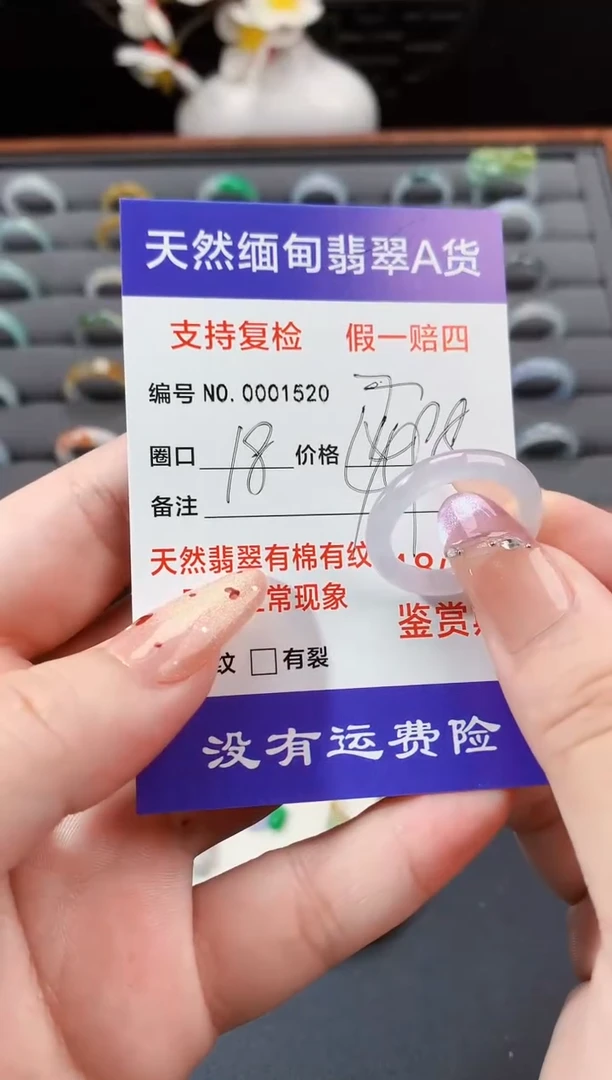 天然缅甸翡翠A货
支持复检 假一赔四
编号 NO. 0001520
圈口 18 价格
备注
天然翡翠有棉有纹
常现象
鉴赏
纹 有裂
没有运费险